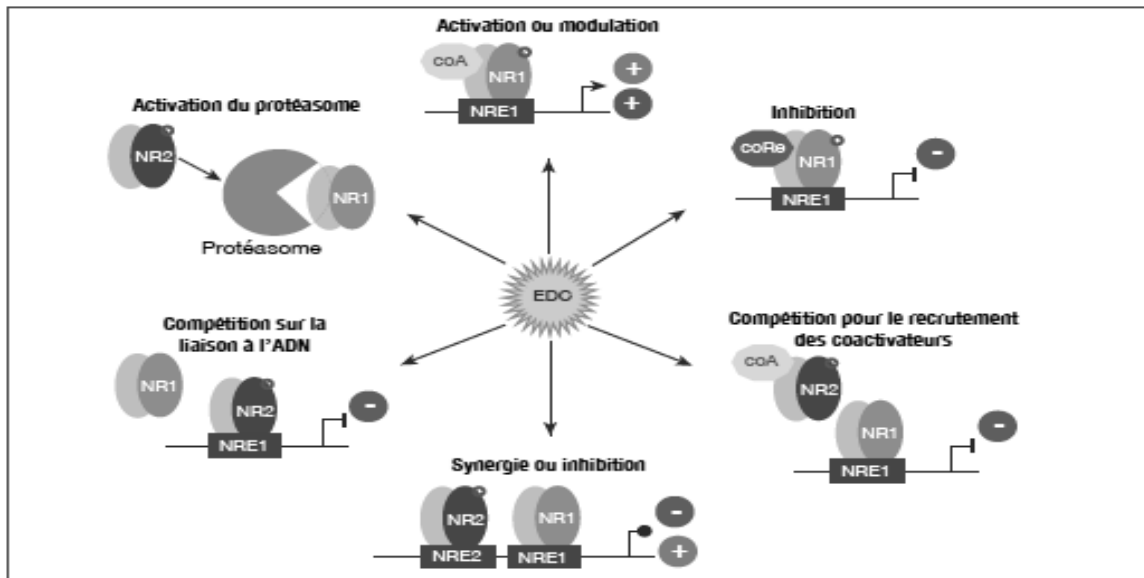 Activation ou modulation
coA
NR1
NRE1
+
+
Activation du protéasome
NR2
NR1
Protéasome
Inhibition
coRe
NR1
NRE1
-
EDC
Compétition sur la
liaison à l'ADN
NR1
NR2
NRE1
-
Compétition pour le recrutement
des coactivateurs
coA
NR2
NR1
NRE1
-
Synergie ou inhibition
NR2
NR1
NRE2
NRE1
-
+